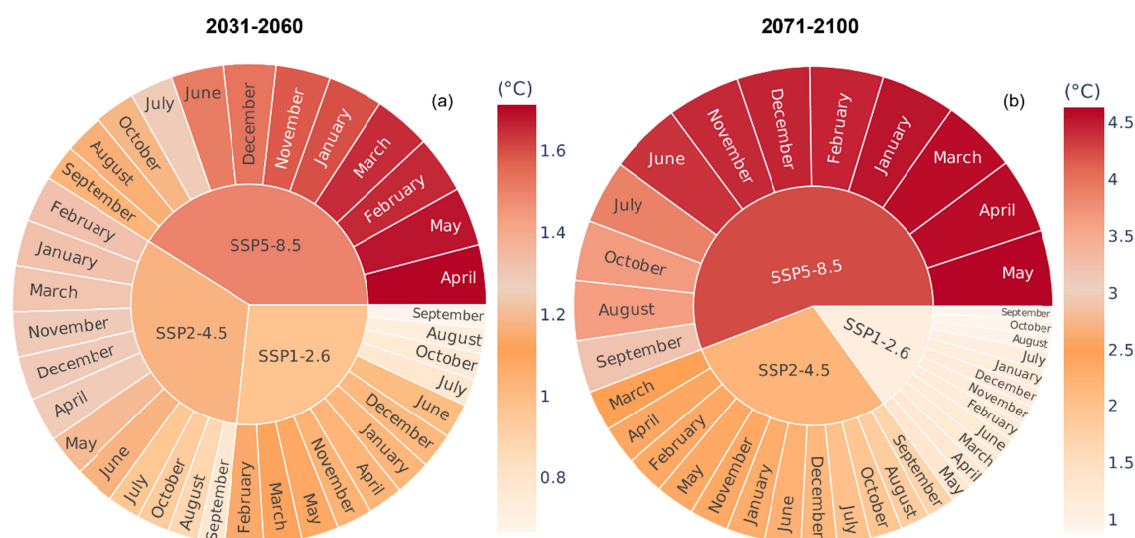 2031-2060
2071-2100
(a)
(°C)
1.6
1.4
1.2
1
0.8
SSP5-8.5
SSP2-4.5
SSP1-2.6
April
May
February
March
January
November
December
June
July
October
August
September
February
January
March
November
December
April
May
June
July
October
August
September
February
March
May
November
April
January
December
June
July
October
August
September
(b)
(°C)
4.5
4
3.5
3
2.5
2
1.5
1
SSP5-8.5
SSP2-4.5
SSP1-2.6
May
April
March
January
February
December
November
June
July
October
August
September
March
April
February
May
November
January
June
December
July
October
August
September
May
April
March
June
February
November
December
January
July
August
October
September